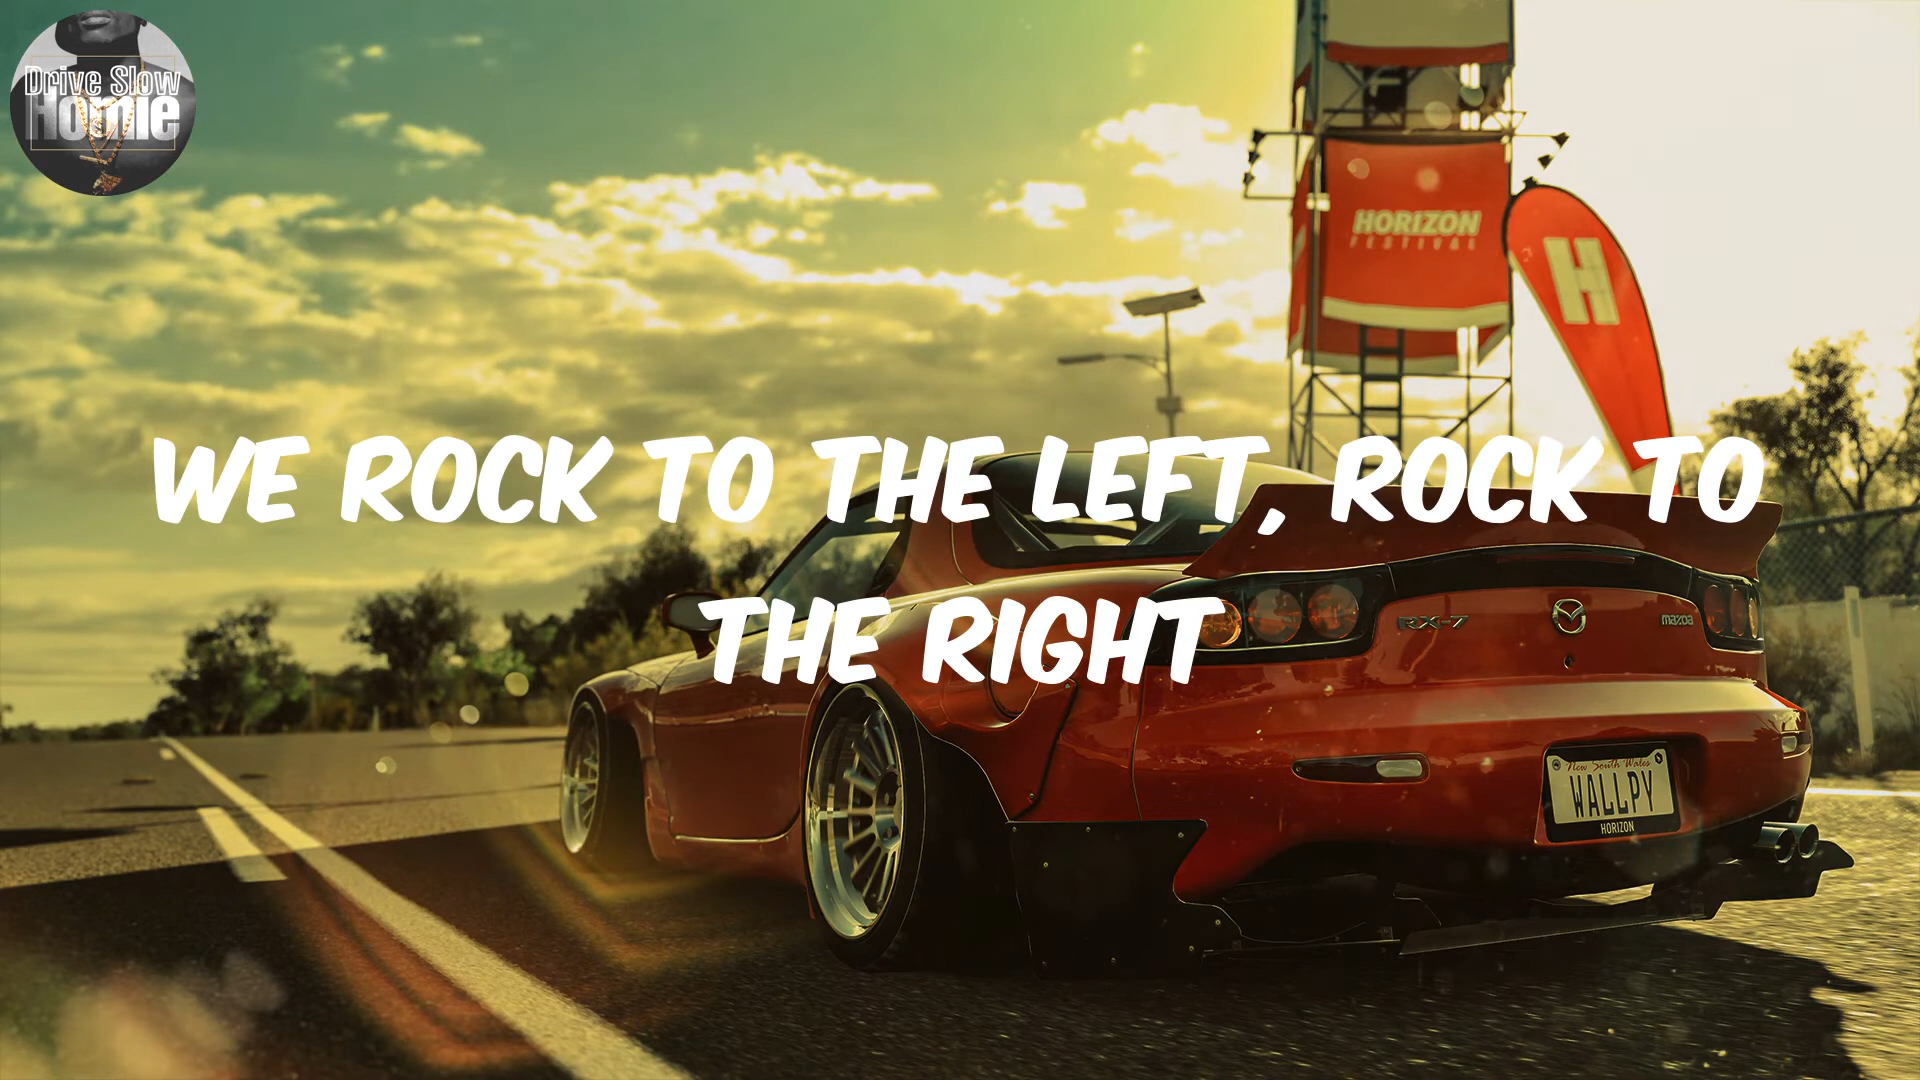 Drive Slow
Homie
HORIZON
FESTIVAL
H
WE ROCK TO THE LEFT, ROCK TO
THE RIGHT
RX-7
mazda
New South Wales
WALLPY
HORIZON